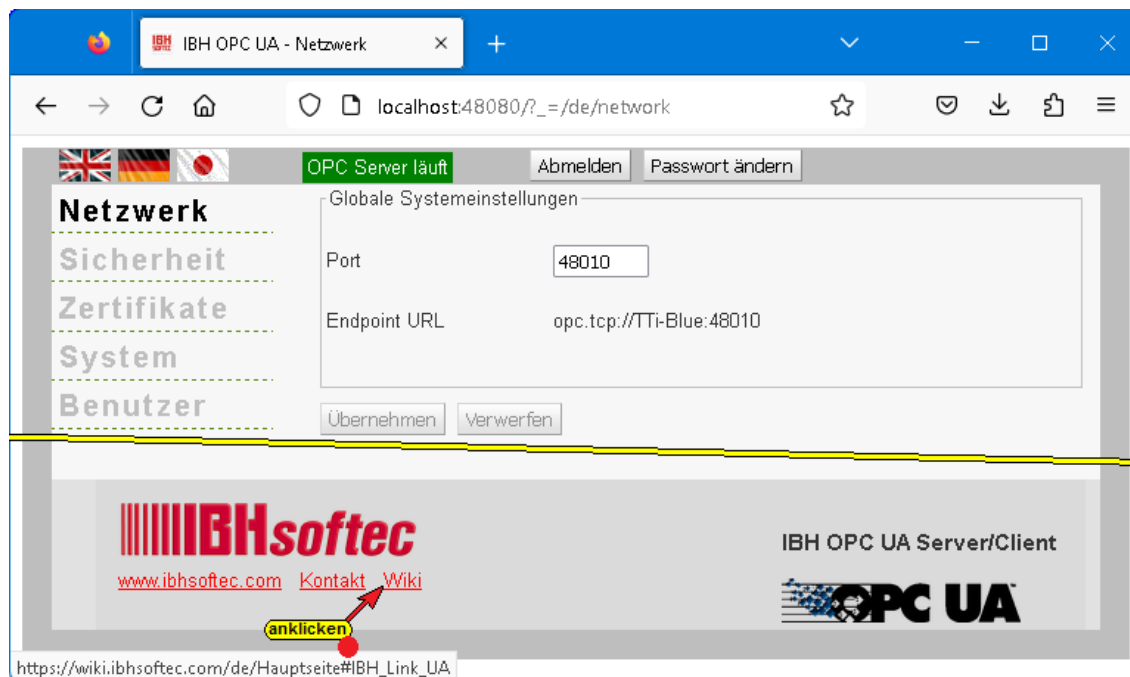 IBH OPC UA - Netzwerk
localhost:48080/?_=/de/network
OPC Server läuft Abmelden Passwort ändern
Netzwerk
Sicherheit
Zertifikate
System
Benutzer
Globale Systemeinstellungen
Port 48010
Endpoint URL opc.tcp://TTi-Blue:48010
Übernehmen Verwerfen
IBHsoftec
www.ibhsoftec.com Kontakt Wiki
anklicken
IBH OPC UA Server/Client
OPC UA
https://wiki.ibhsoftec.com/de/Hauptseite#IBH_Link_UA